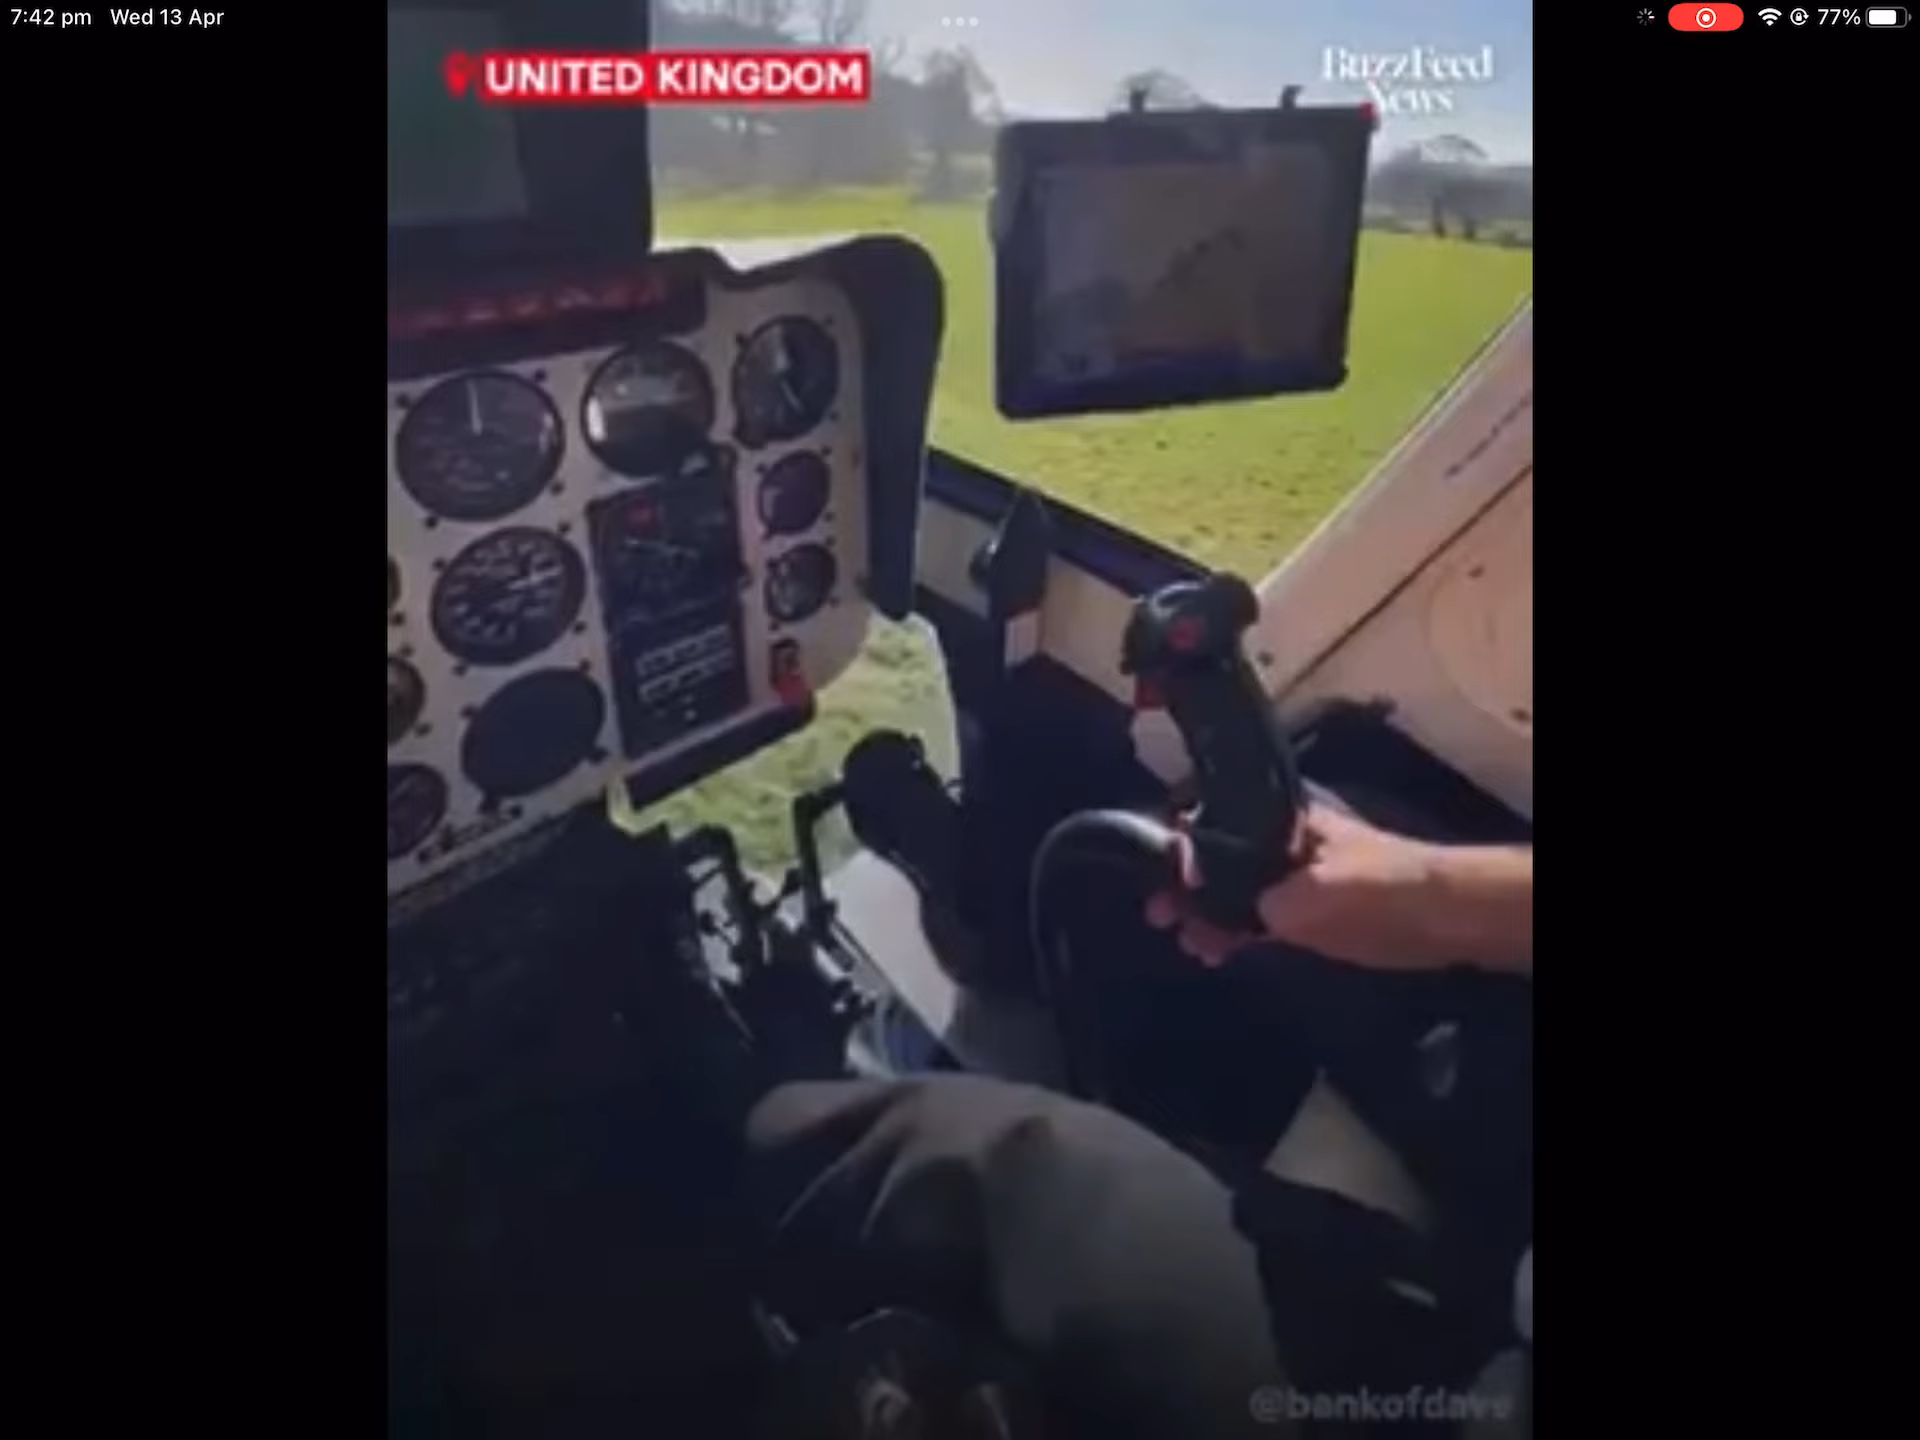 7:42 pm Wed 13 Apr
77%
UNITED KINGDOM
BuzzFeed
News
@bankofdave